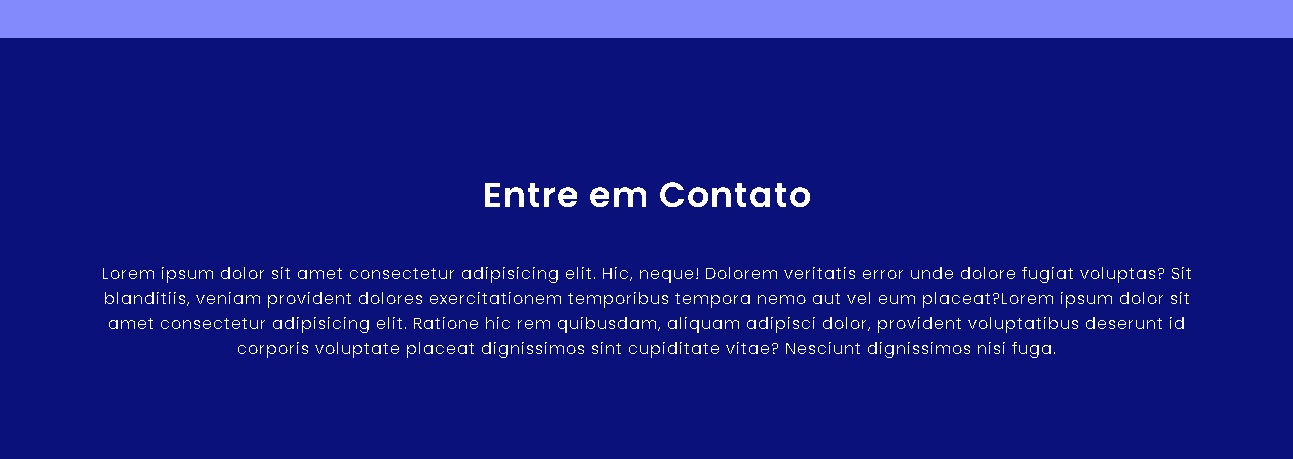 Entre em Contato
Lorem ipsum dolor sit amet consectetur adipisicing elit. Hic, neque! Dolorem veritatis error unde dolore fugiat voluptas? Sit
blanditiis, veniam provident dolores exercitationem temporibus tempora nemo aut vel eum placeat?Lorem ipsum dolor sit
amet consectetur adipisicing elit. Ratione hic rem quibusdam, aliquam adipisci dolor, provident voluptatibus deserunt id
corporis voluptate placeat dignissimos sint cupiditate vitae? Nesciunt dignissimos nisi fuga.